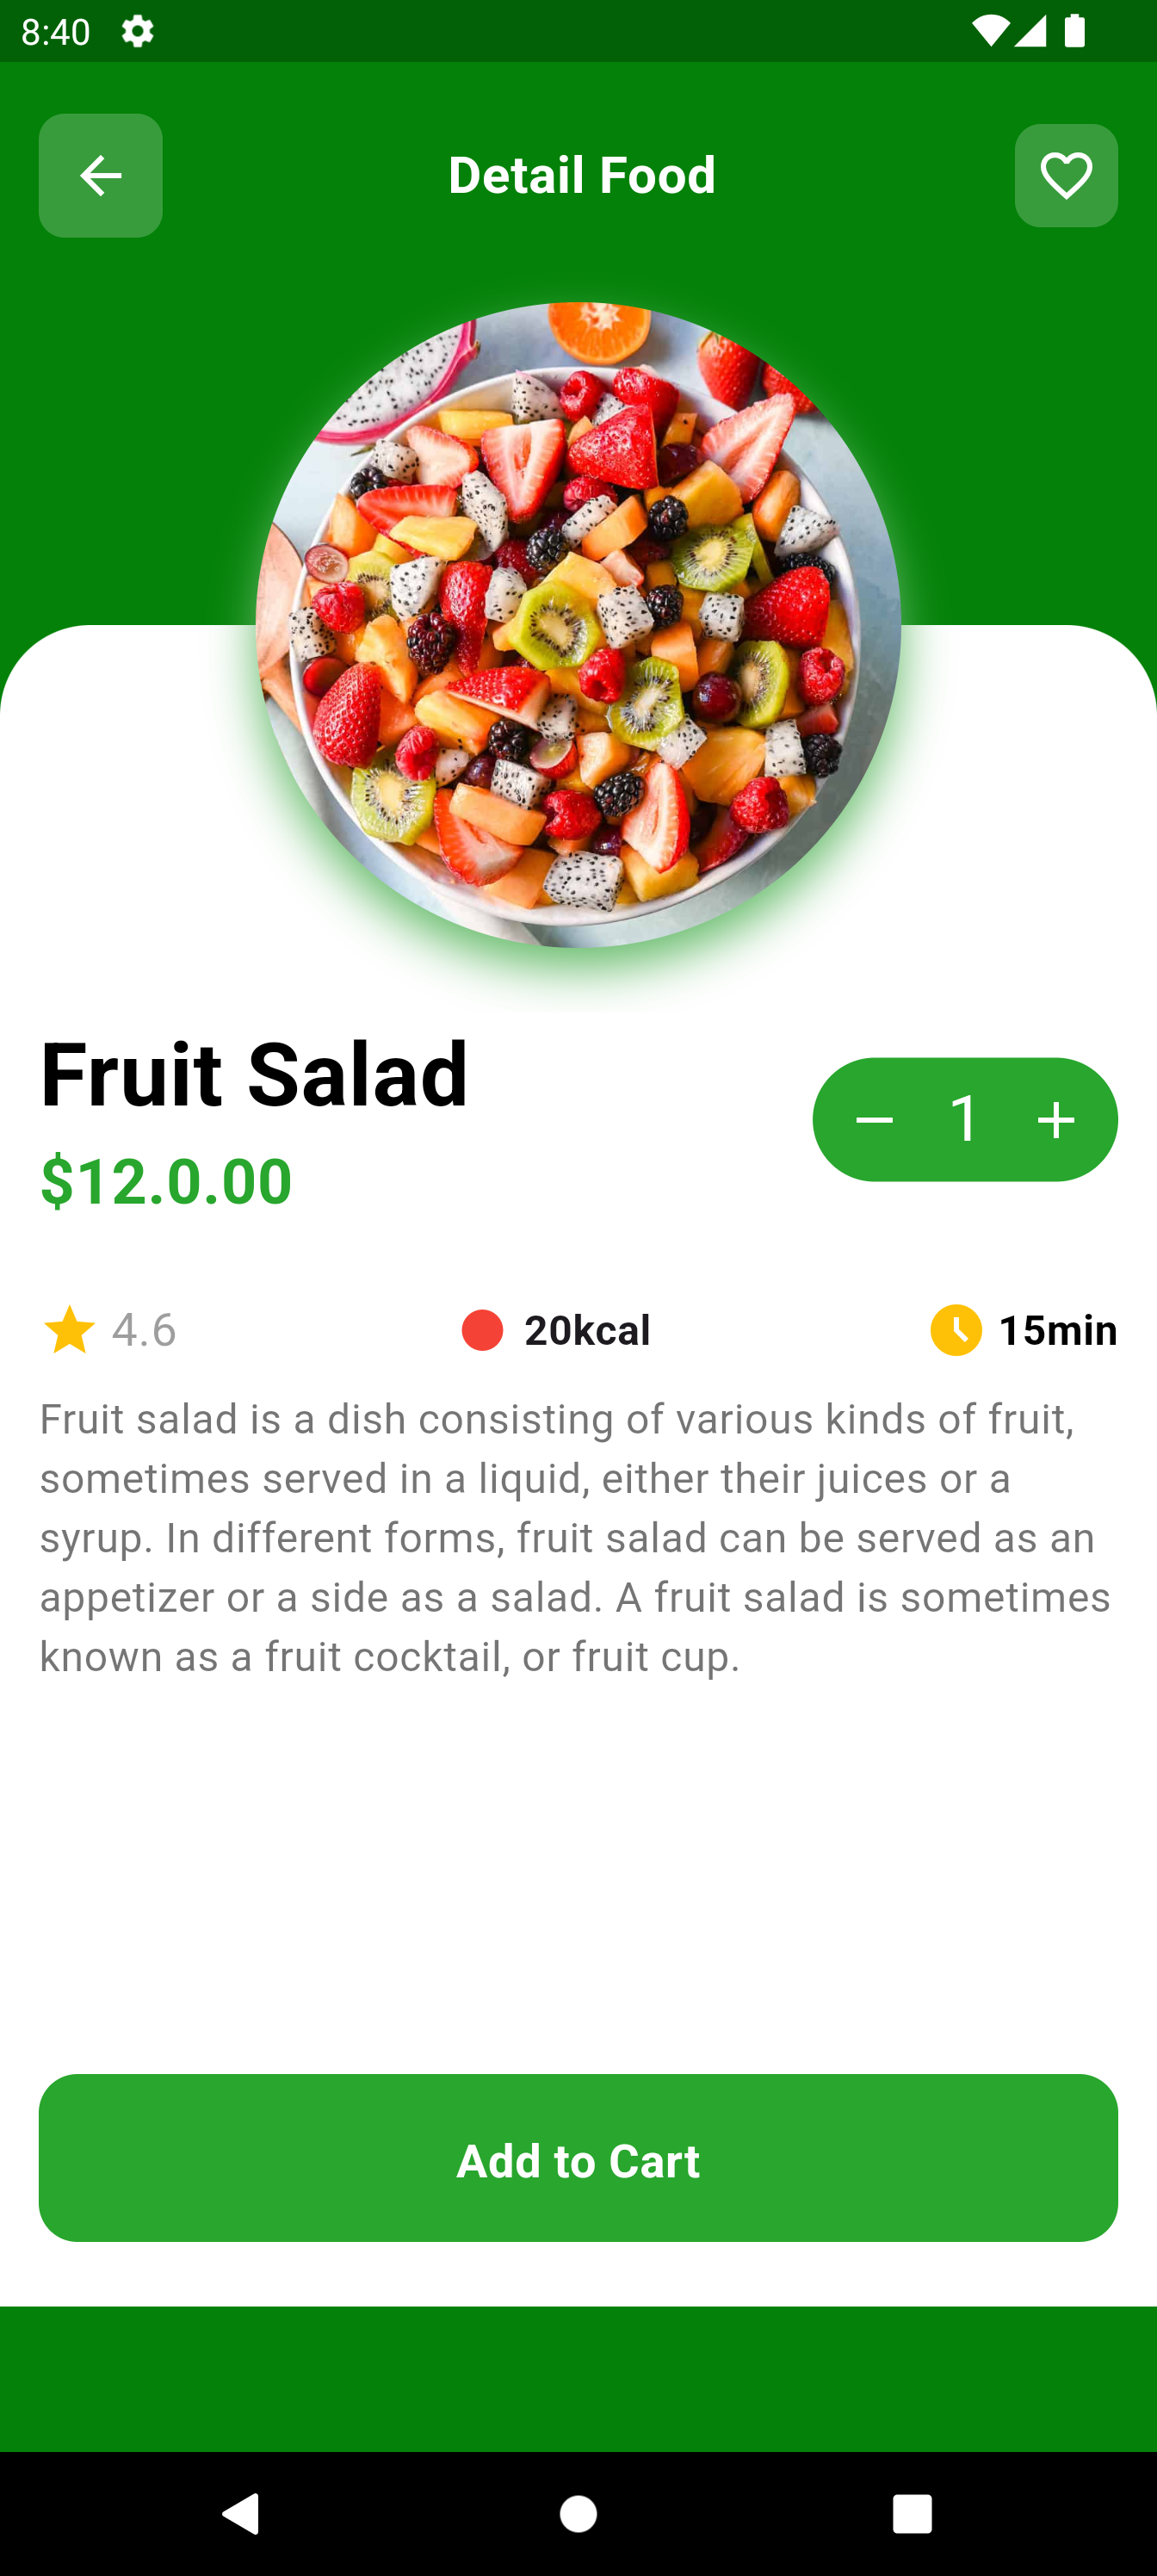 8:40
Detail Food
Fruit Salad
$12.0.00
1
4.6
20kcal
15min
Fruit salad is a dish consisting of various kinds of fruit,
sometimes served in a liquid, either their juices or a
syrup. In different forms, fruit salad can be served as an
appetizer or a side as a salad. A fruit salad is sometimes
known as a fruit cocktail, or fruit cup.
Add to Cart